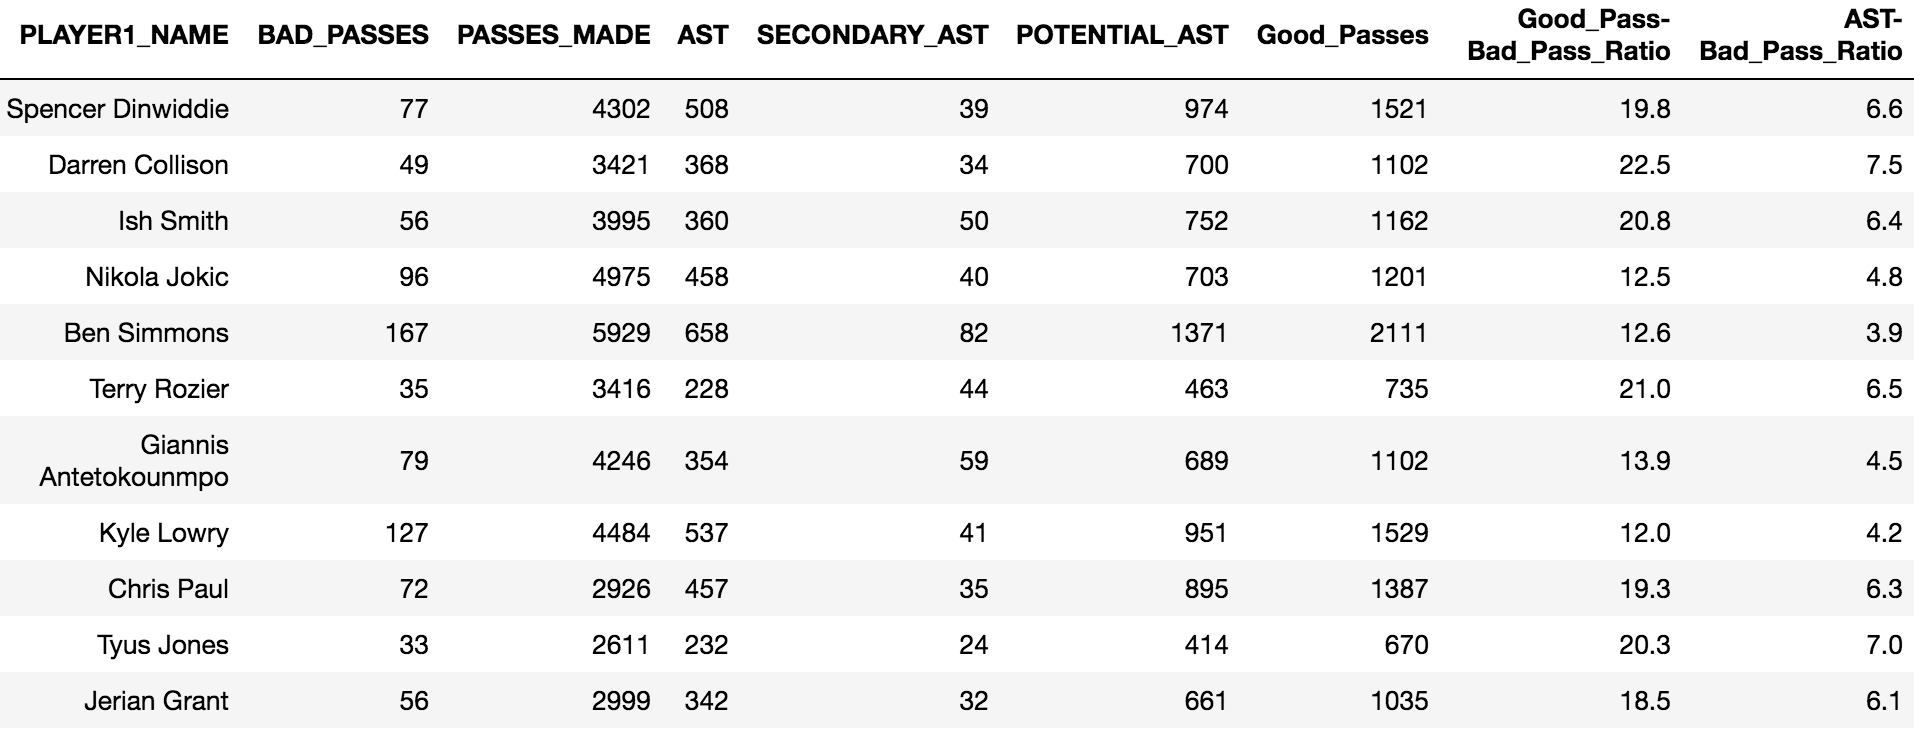 PLAYER1_NAME BAD_PASSES PASSES_MADE AST SECONDARY_AST POTENTIAL_AST Good_Passes Good_Pass-Bad_Pass_Ratio AST-Bad_Pass_Ratio
Spencer Dinwiddie 77 4302 508 39 974 1521 19.8 6.6
Darren Collison 49 3421 368 34 700 1102 22.5 7.5
Ish Smith 56 3995 360 50 752 1162 20.8 6.4
Nikola Jokic 96 4975 458 40 703 1201 12.5 4.8
Ben Simmons 167 5929 658 82 1371 2111 12.6 3.9
Terry Rozier 35 3416 228 44 463 735 21.0 6.5
Giannis Antetokounmpo 79 4246 354 59 689 1102 13.9 4.5
Kyle Lowry 127 4484 537 41 951 1529 12.0 4.2
Chris Paul 72 2926 457 35 895 1387 19.3 6.3
Tyus Jones 33 2611 232 24 414 670 20.3 7.0
Jerian Grant 56 2999 342 32 661 1035 18.5 6.1